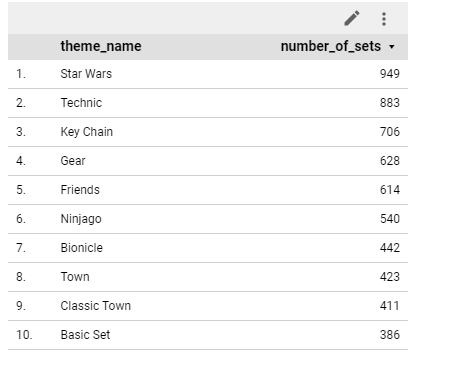 theme_name number_of_sets
1. Star Wars 949
2. Technic 883
3. Key Chain 706
4. Gear 628
5. Friends 614
6. Ninjago 540
7. Bionicle 442
8. Town 423
9. Classic Town 411
10. Basic Set 386